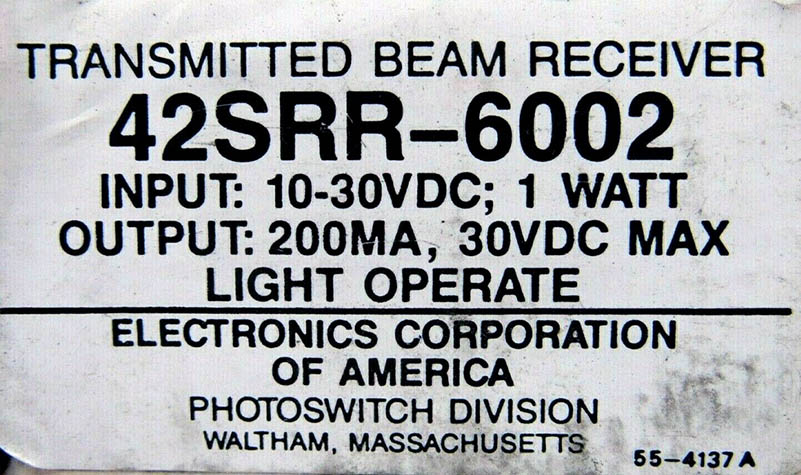 TRANSMITTED BEAM RECEIVER
42SRR-6002
INPUT: 10-30VDC; 1 WATT
OUTPUT: 200MA, 30VDC MAX
LIGHT OPERATE
ELECTRONICS CORPORATION
OF AMERICA
PHOTOSWITCH DIVISION
WALTHAM, MASSACHUSETTS
55-4137A